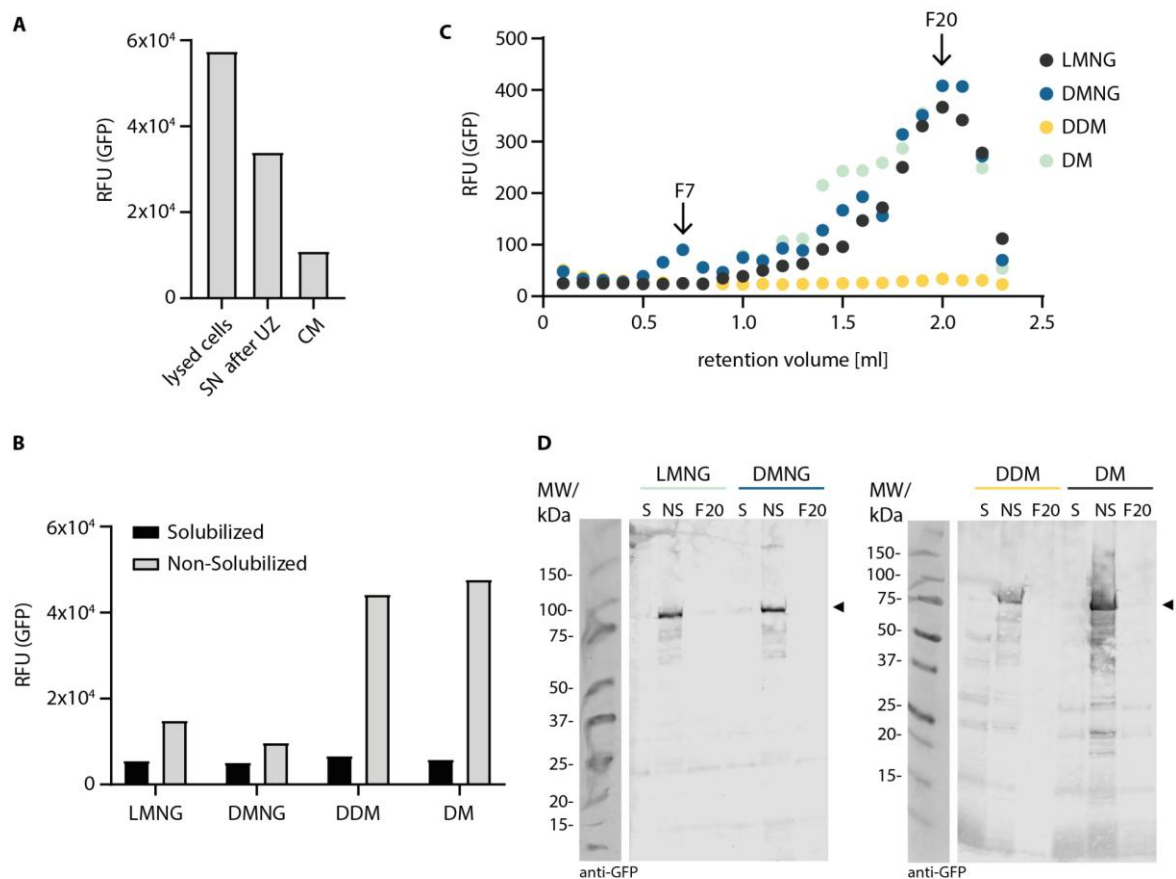 A
6x10⁴
4x10⁴
2x10⁴
0
RFU (GFP)
lysed cells
SN after UZ
CM
C
500
400
300
200
100
0
RFU (GFP)
F7
F20
0
0.5
1.0
1.5
2.0
2.5
retention volume [ml]
LMNG
DMNG
DDM
DM
B
6x10⁴
4x10⁴
2x10⁴
0
RFU (GFP)
Solubilized
Non-Solubilized
LMNG
DMNG
DDM
DM
D
LMNG DMNG
MW/
kDa
S NS F20 S NS F20
150-
100-
75-
50-
37-
25-
20-
15-
anti-GFP
DDM DM
MW/
kDa
S NS F20 S NS F20
150-
100-
75-
50-
37-
20-
15-
anti-GFP